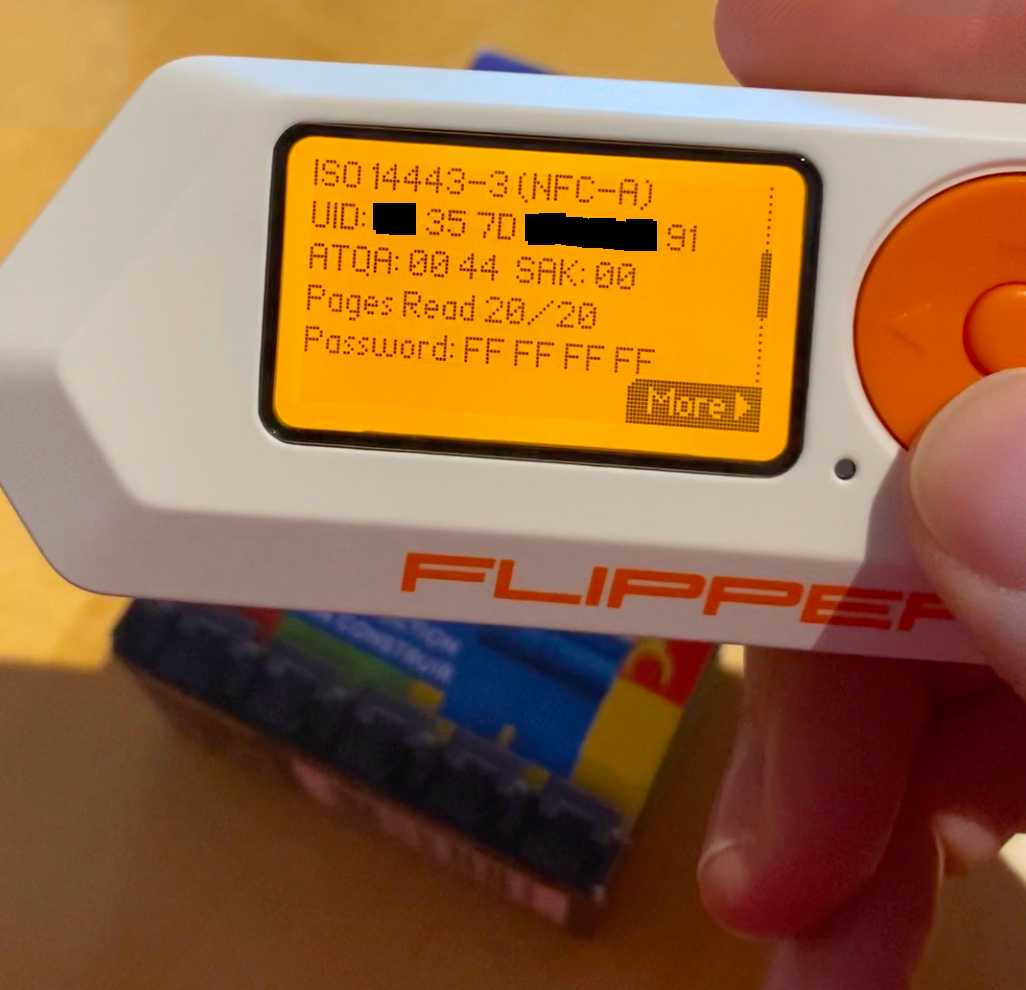 ISO 14443-3 (NFC-A)
UID: 35 7D 91
ATQA: 00 44 SAK: 00
Pages Read 20/20
Password: FF FF FF FF
More
FLIPPER
A CONSTRUIR